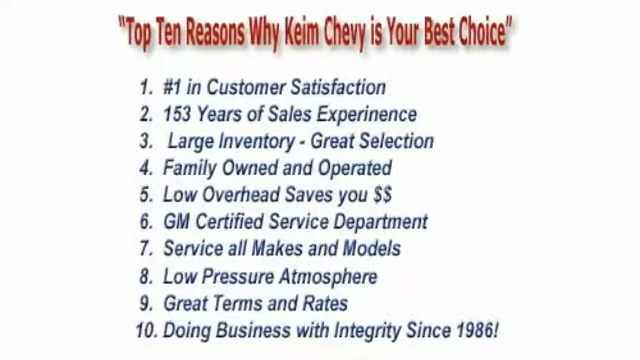 "Top Ten Reasons Why Keim Chevy is Your Best Choice"
1. #1 in Customer Satisfaction
2. 153 Years of Sales Experinence
3. Large Inventory - Great Selection
4. Family Owned and Operated
5. Low Overhead Saves you $$
6. GM Certified Service Department
7. Service all Makes and Models
8. Low Pressure Atmosphere
9. Great Terms and Rates
10. Doing Business with Integrity Since 1986!